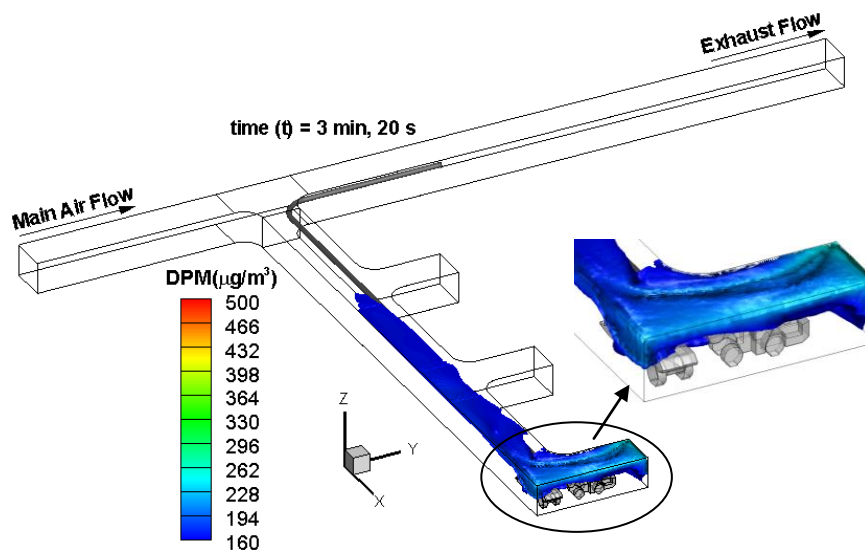 Exhaust Flow
time (t) = 3 min, 20 s
Main Air Flow
DPM(μg/m³)
500
466
432
398
364
330
296
262
228
194
160
Z
Y
X